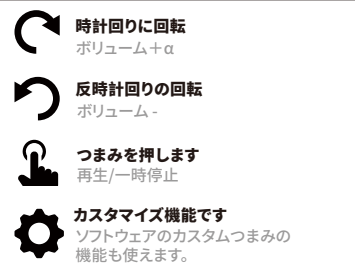 時計回りに回転
ボリューム＋α
反時計回りの回転
ボリューム -
つまみを押します
再生/一時停止
カスタマイズ機能です
ソフトウェアのカスタムつまみの
機能も使えます。